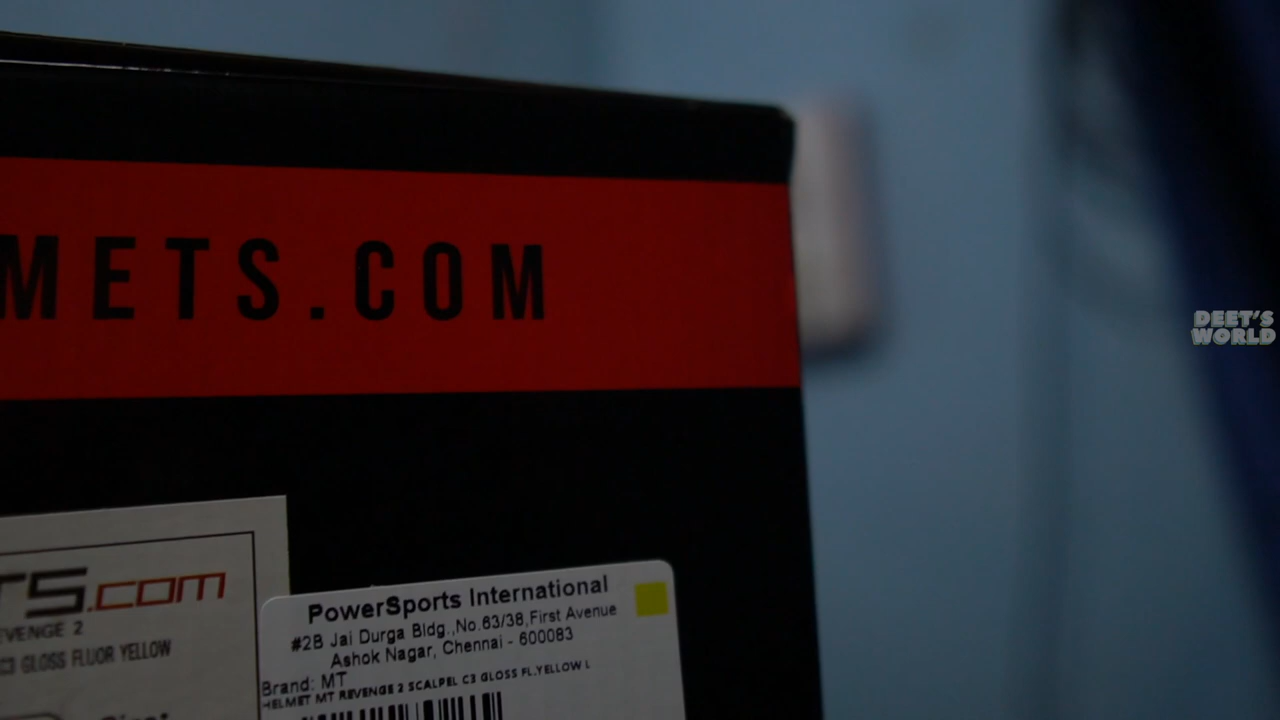 METS.COM
DEET'S
WORLD
TS.com
EVENGE 2
C3 GLOSS FLUOR YELLOW
PowerSports International
#2B Jai Durga Bldg.,No.63/38,First Avenue
Ashok Nagar, Chennai - 600083
Brand: MT
HELMET MT REVENGE 2 SCALPEL C3 GLOSS FL.YELLOW L